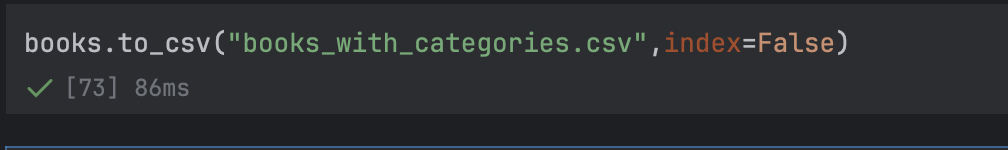 books.to_csv("books_with_categories.csv",index=False)
[73] 86ms